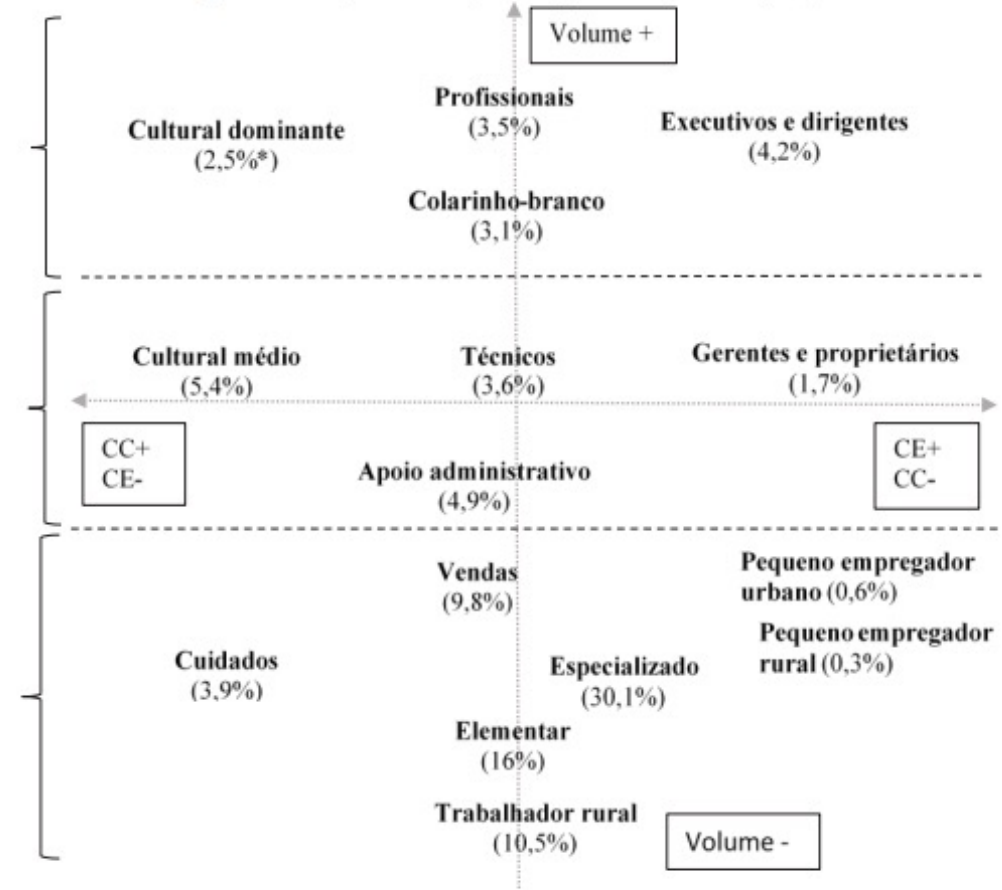 Volume +
Profissionais
(3,5%)
Cultural dominante
(2,5%*)
Executivos e dirigentes
(4,2%)
Colarinho-branco
(3,1%)
Cultural médio
(5,4%)
Técnicos
(3,6%)
Gerentes e proprietários
(1,7%)
CC+
CE-
CE+
CC-
Apoio administrativo
(4,9%)
Vendas
(9,8%)
Pequeno empregador
urbano (0,6%)
Pequeno empregador
rural (0,3%)
Cuidados
(3,9%)
Especializado
(30,1%)
Elementar
(16%)
Trabalhador rural
(10,5%)
Volume -